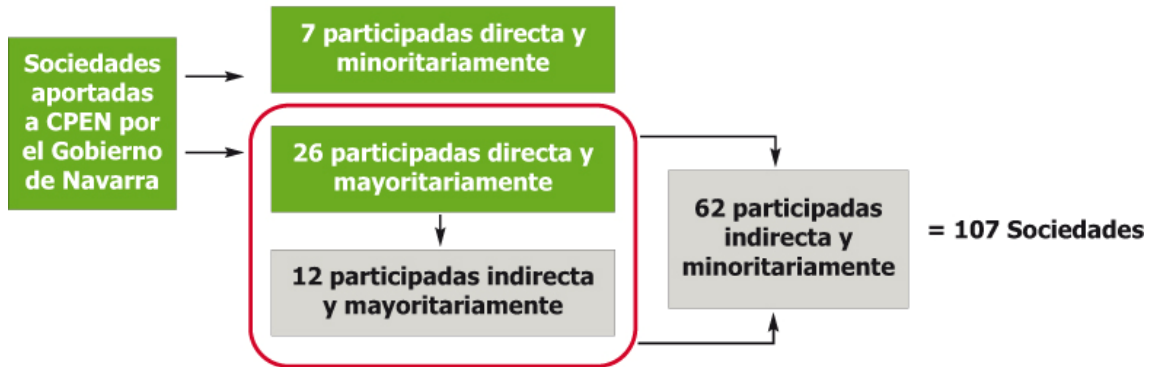 Sociedades
aportadas
a CPEN por
el Gobierno
de Navarra
7 participadas directa y
minoritariamente
26 participadas directa y
mayoritariamente
12 participadas indirecta
y mayoritariamente
62 participadas
indirecta y
minoritariamente
= 107 Sociedades